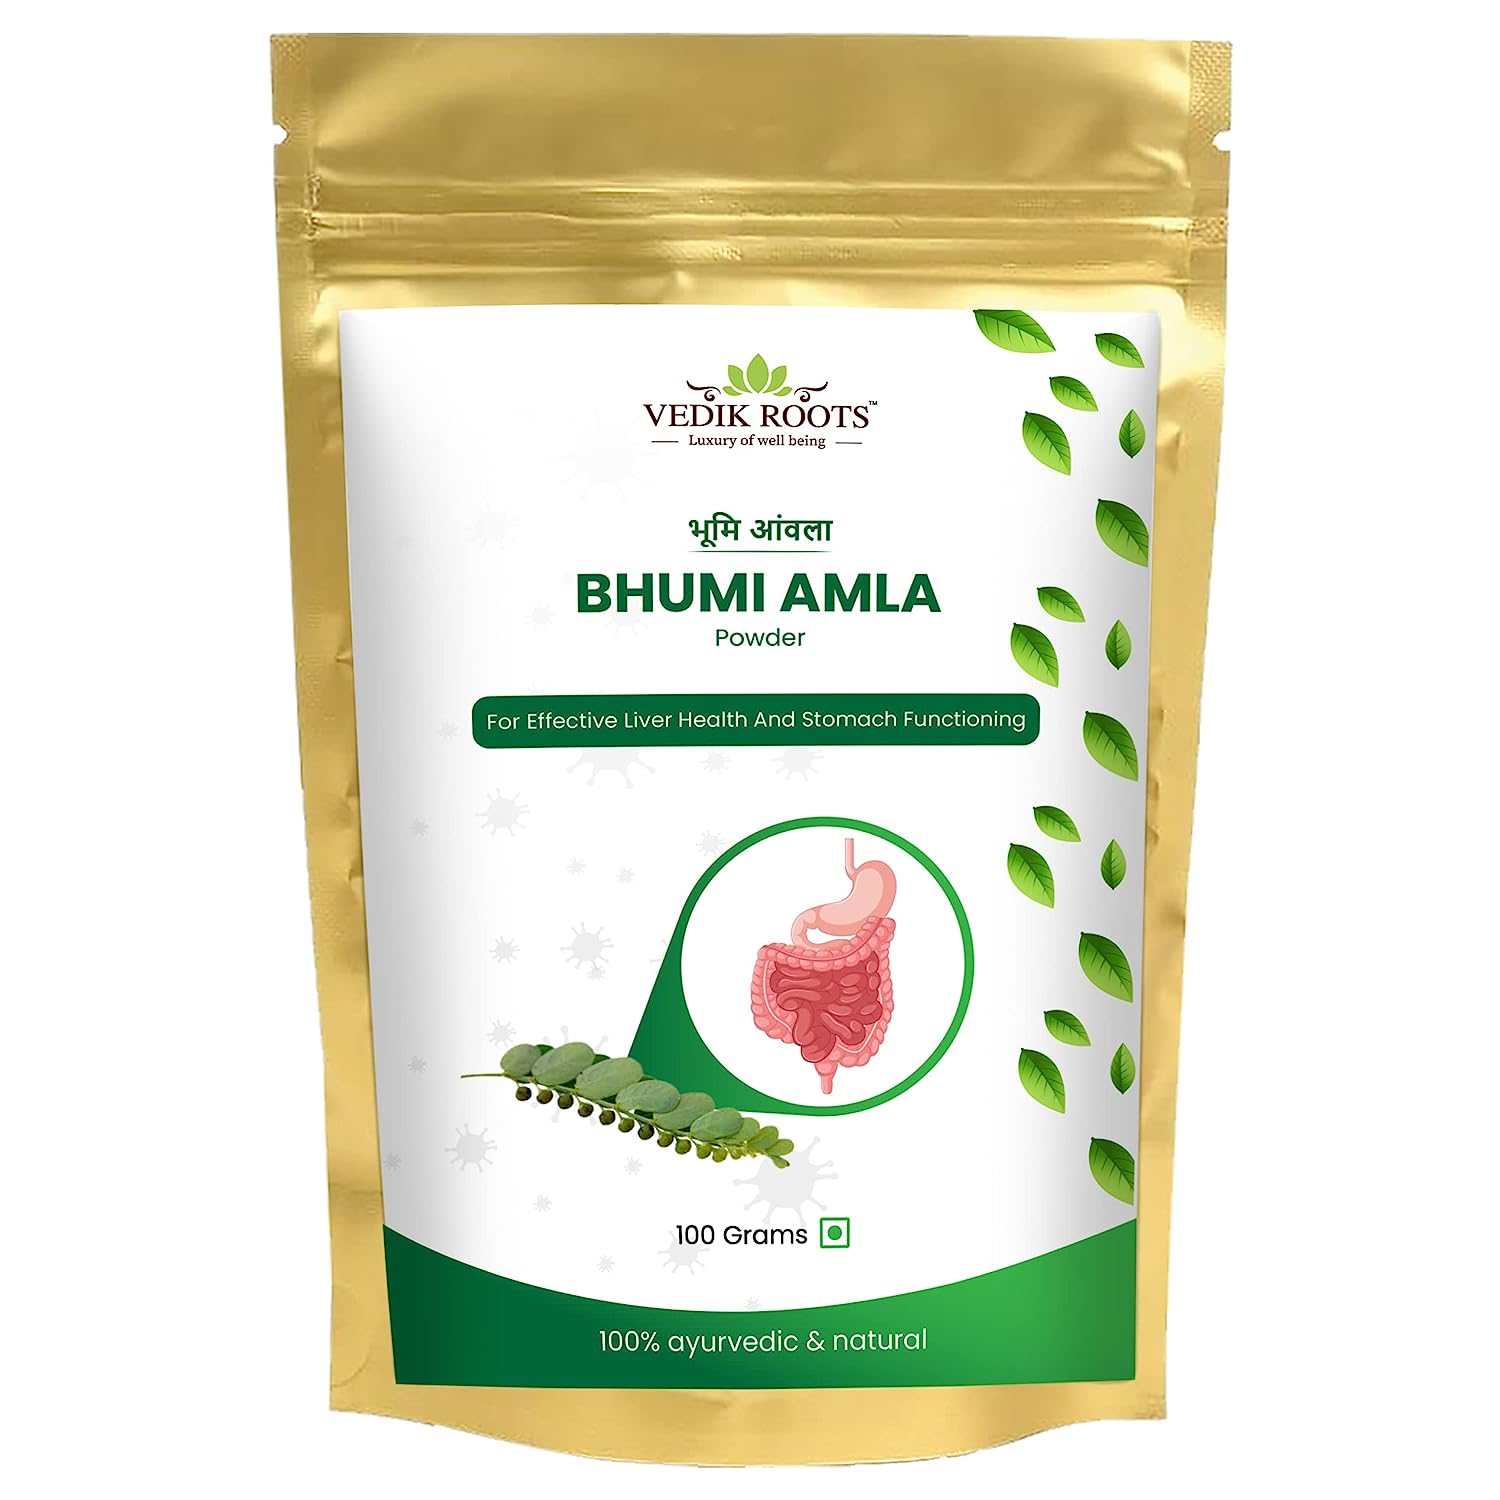 VEDIK ROOTS™
Luxury of well being
भूमि आंवला
BHUMI AMLA
Powder
For Effective Liver Health And Stomach Functioning
100 Grams
100% ayurvedic & natural